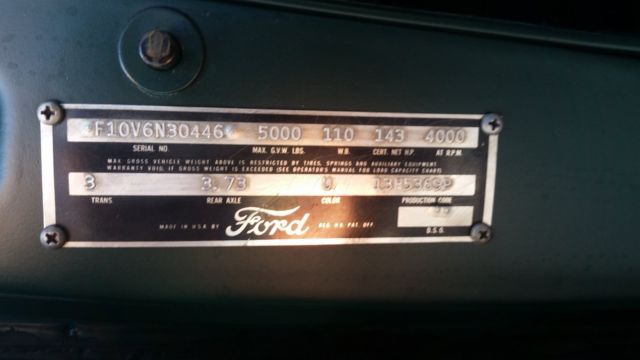 F10V6N30446 5000 110 143 4000
SERIAL NO. MAX. G.V.W. LBS. W.B. CERT. NET H.P. AT R.P.M.
MAX GROSS VEHICLE WEIGHT ABOVE IS RESTRICTED BY TIRES, SPRINGS AND AUXILIARY EQUIPMENT.
WARRANTY VOID, IF GROSS WEIGHT IS EXCEEDED (SEE OPERATOR'S MANUAL FOR LOAD CAPACITY CHART)
3 3.73
TRANS REAR AXLE COLOR PRODUCTION CODE
MADE IN U.S.A. BY Ford REG. US. PAT. OFF.
D.S.O.